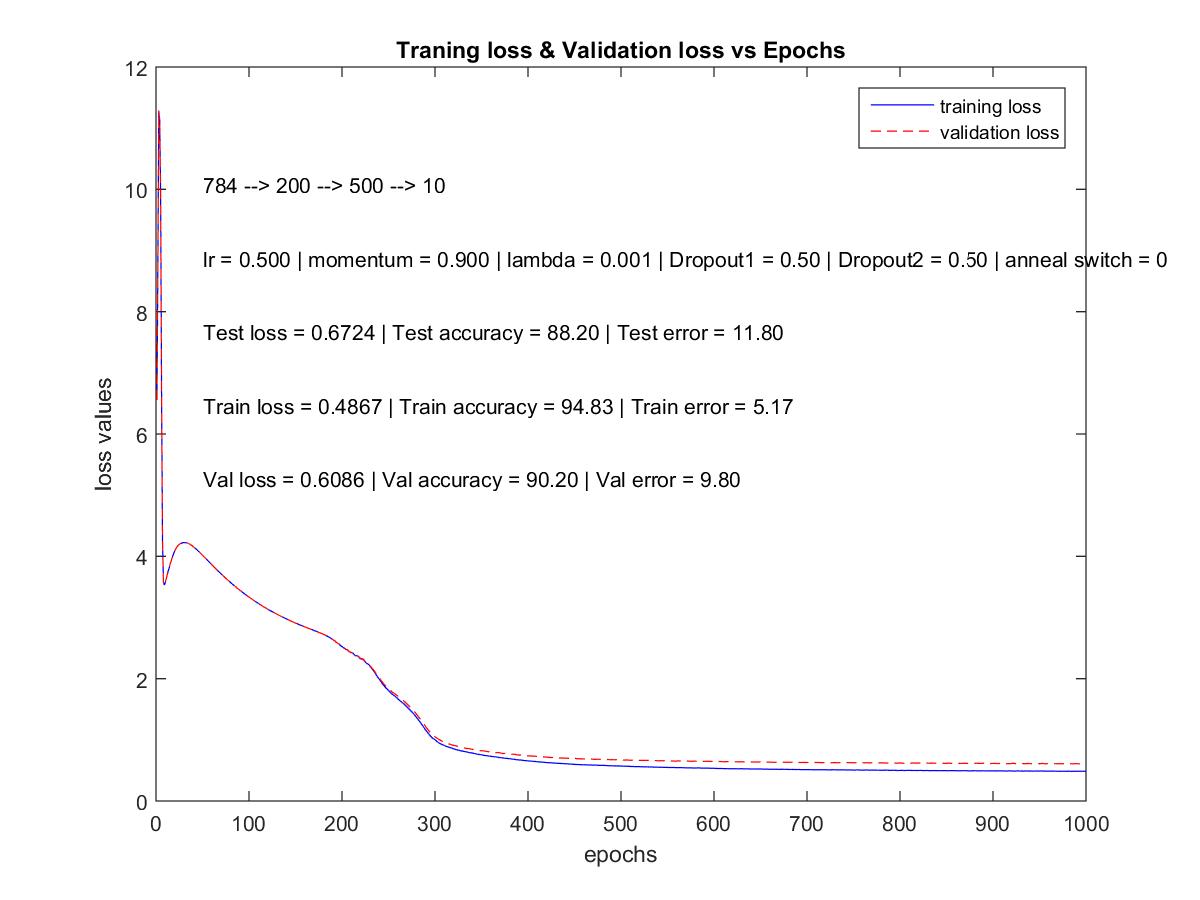 Traning loss & Validation loss vs Epochs
12
training loss
validation loss
10
784 --> 200 --> 500 --> 10
lr = 0.500 | momentum = 0.900 | lambda = 0.001 | Dropout1 = 0.50 | Dropout2 = 0.50 | anneal switch = 0
8
Test loss = 0.6724 | Test accuracy = 88.20 | Test error = 11.80
Train loss = 0.4867 | Train accuracy = 94.83 | Train error = 5.17
6
loss values
Val loss = 0.6086 | Val accuracy = 90.20 | Val error = 9.80
4
2
0
0 100 200 300 400 500 600 700 800 900 1000
epochs